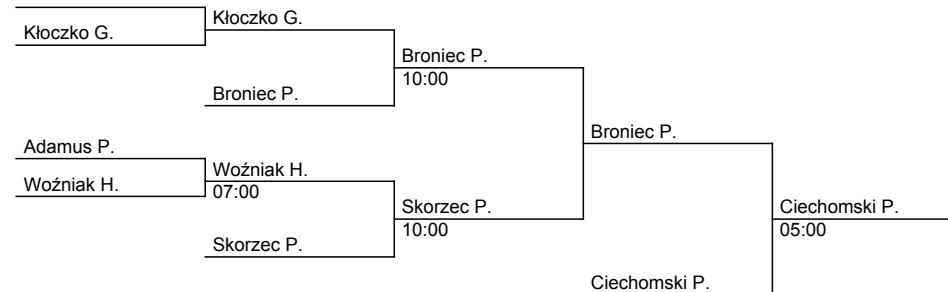 Kłoczko G.
Kłoczko G.
Broniec P.
10:00
Broniec P.
Broniec P.
Adamus P.
Woźniak H.
07:00
Woźniak H.
Skorzec P.
10:00
Ciechomski P.
05:00
Skorzec P.
Ciechomski P.